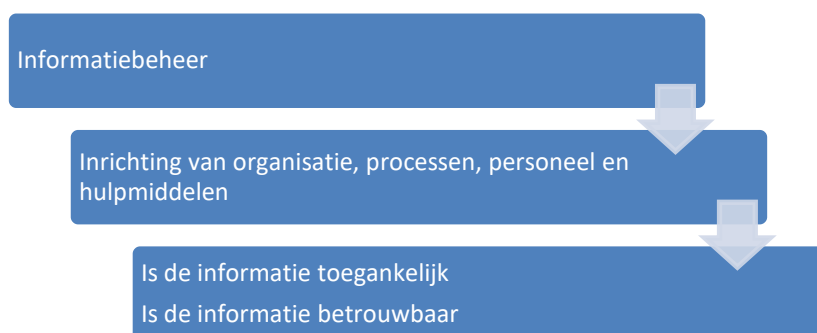 Informatiebeheer
Inrichting van organisatie, processen, personeel en
hulpmiddelen
Is de informatie toegankelijk
Is de informatie betrouwbaar